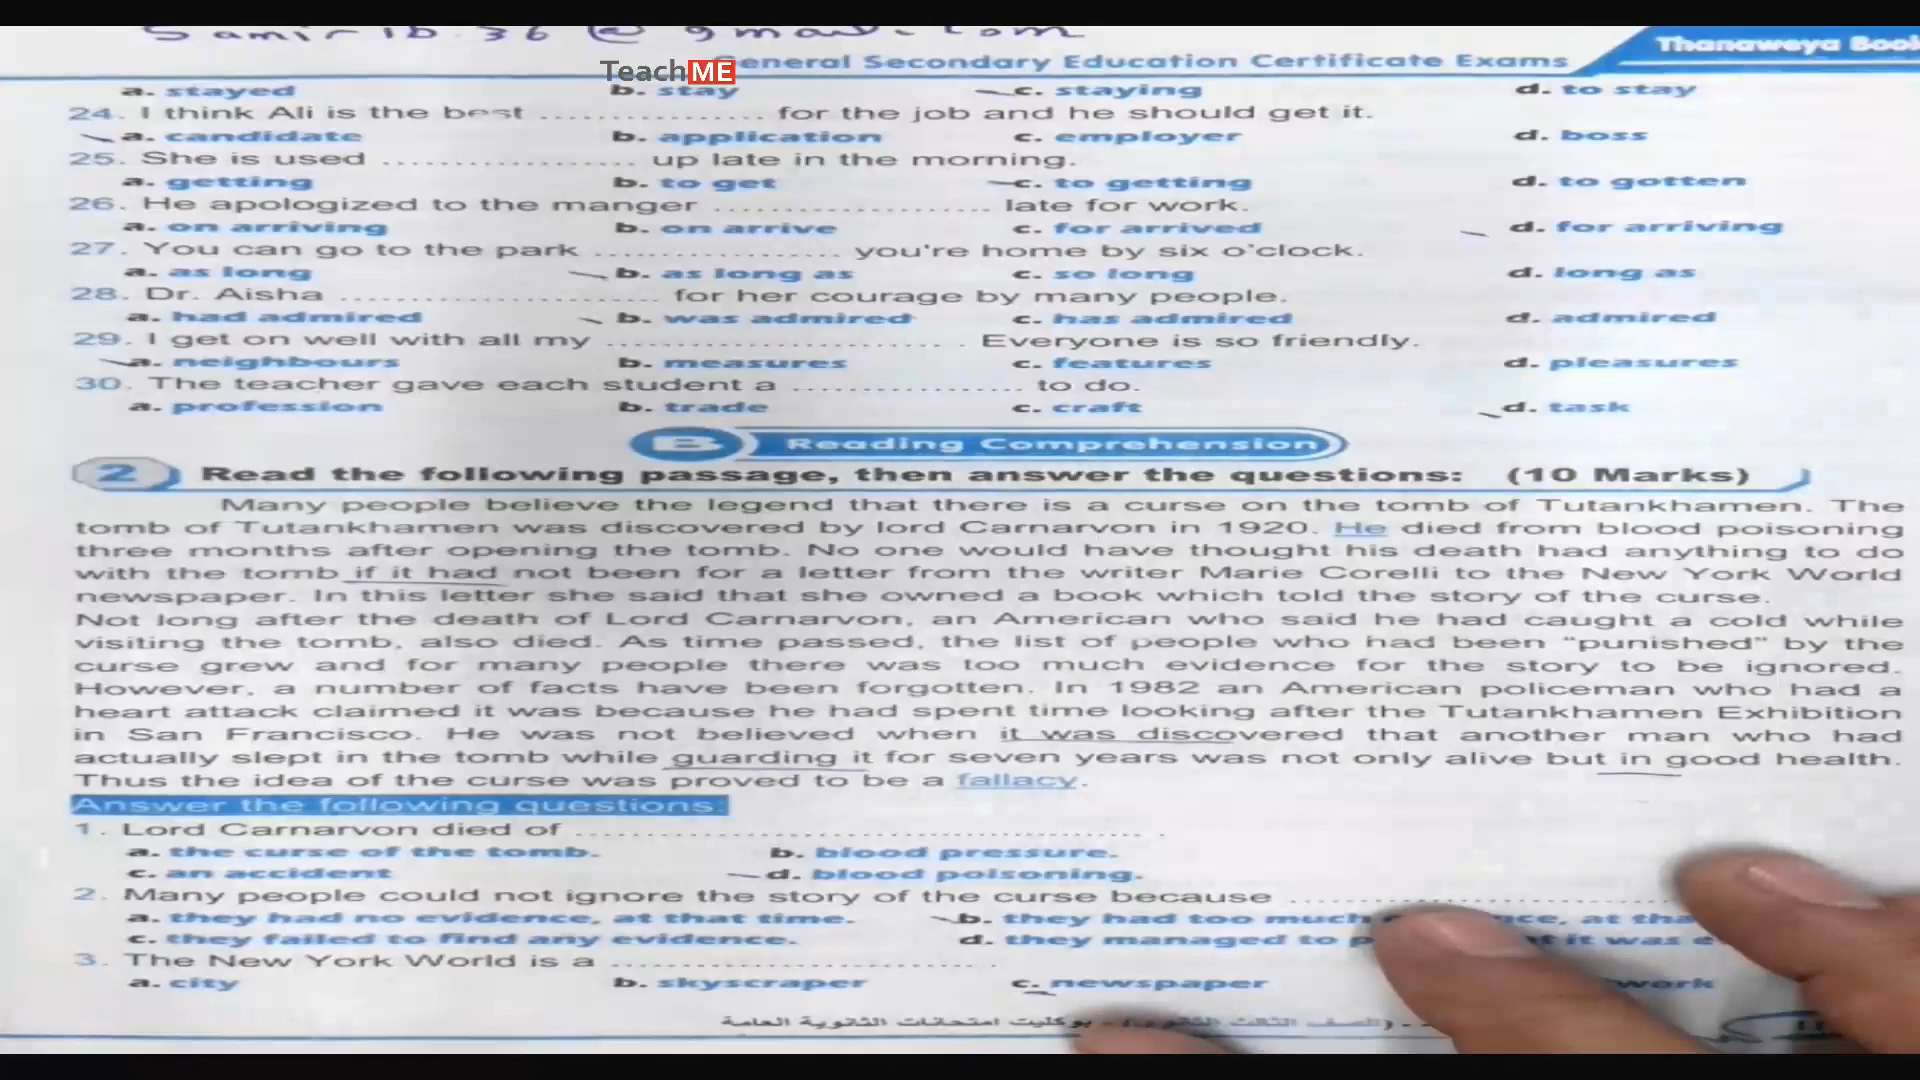 Samir 16 36 @ gmail.com
Thanaweya Book
TeachME
eneral Secondary Education Certificate Exams
a. stayed b. stay c. staying d. to stay
24. I think Ali is the best .................. for the job and he should get it.
a. candidate b. application c. employer d. boss
25. She is used .................. up late in the morning.
a. getting b. to get c. to getting d. to gotten
26. He apologized to the manger .................. late for work.
a. on arriving b. on arrive c. for arrived d. for arriving
27. You can go to the park .................. you're home by six o'clock.
a. as long b. as long as c. so long d. long as
28. Dr. Aisha .................. for her courage by many people.
a. had admired b. was admired c. has admired d. admired
29. I get on well with all my .................. . Everyone is so friendly.
a. neighbours b. measures c. features d. pleasures
30. The teacher gave each student a .................. to do.
a. profession b. trade c. craft d. task
B Reading Comprehension
2 Read the following passage, then answer the questions: (10 Marks)
Many people believe the legend that there is a curse on the tomb of Tutankhamen. The
tomb of Tutankhamen was discovered by lord Carnarvon in 1920. He died from blood poisoning
three months after opening the tomb. No one would have thought his death had anything to do
with the tomb if it had not been for a letter from the writer Marie Corelli to the New York World
newspaper. In this letter she said that she owned a book which told the story of the curse.
Not long after the death of Lord Carnarvon, an American who said he had caught a cold while
visiting the tomb, also died. As time passed, the list of people who had been "punished" by the
curse grew and for many people there was too much evidence for the story to be ignored.
However, a number of facts have been forgotten. In 1982 an American policeman who had a
heart attack claimed it was because he had spent time looking after the Tutankhamen Exhibition
in San Francisco. He was not believed when it was discovered that another man who had
actually slept in the tomb while guarding it for seven years was not only alive but in good health.
Thus the idea of the curse was proved to be a fallacy.
Answer the following questions:
1. Lord Carnarvon died of .................. .
a. the curse of the tomb. b. blood pressure.
c. an accident d. blood poisoning.
2. Many people could not ignore the story of the curse because ..................
a. they had no evidence, at that time. b. they had too much nce, at tha
c. they failed to find any evidence. d. they managed to p t it was e
3. The New York World is a .................. .
a. city b. skyscraper c. newspaper work
(الصف الثالث الثانوي) - بوكليت امتحانات الثانوية العامة